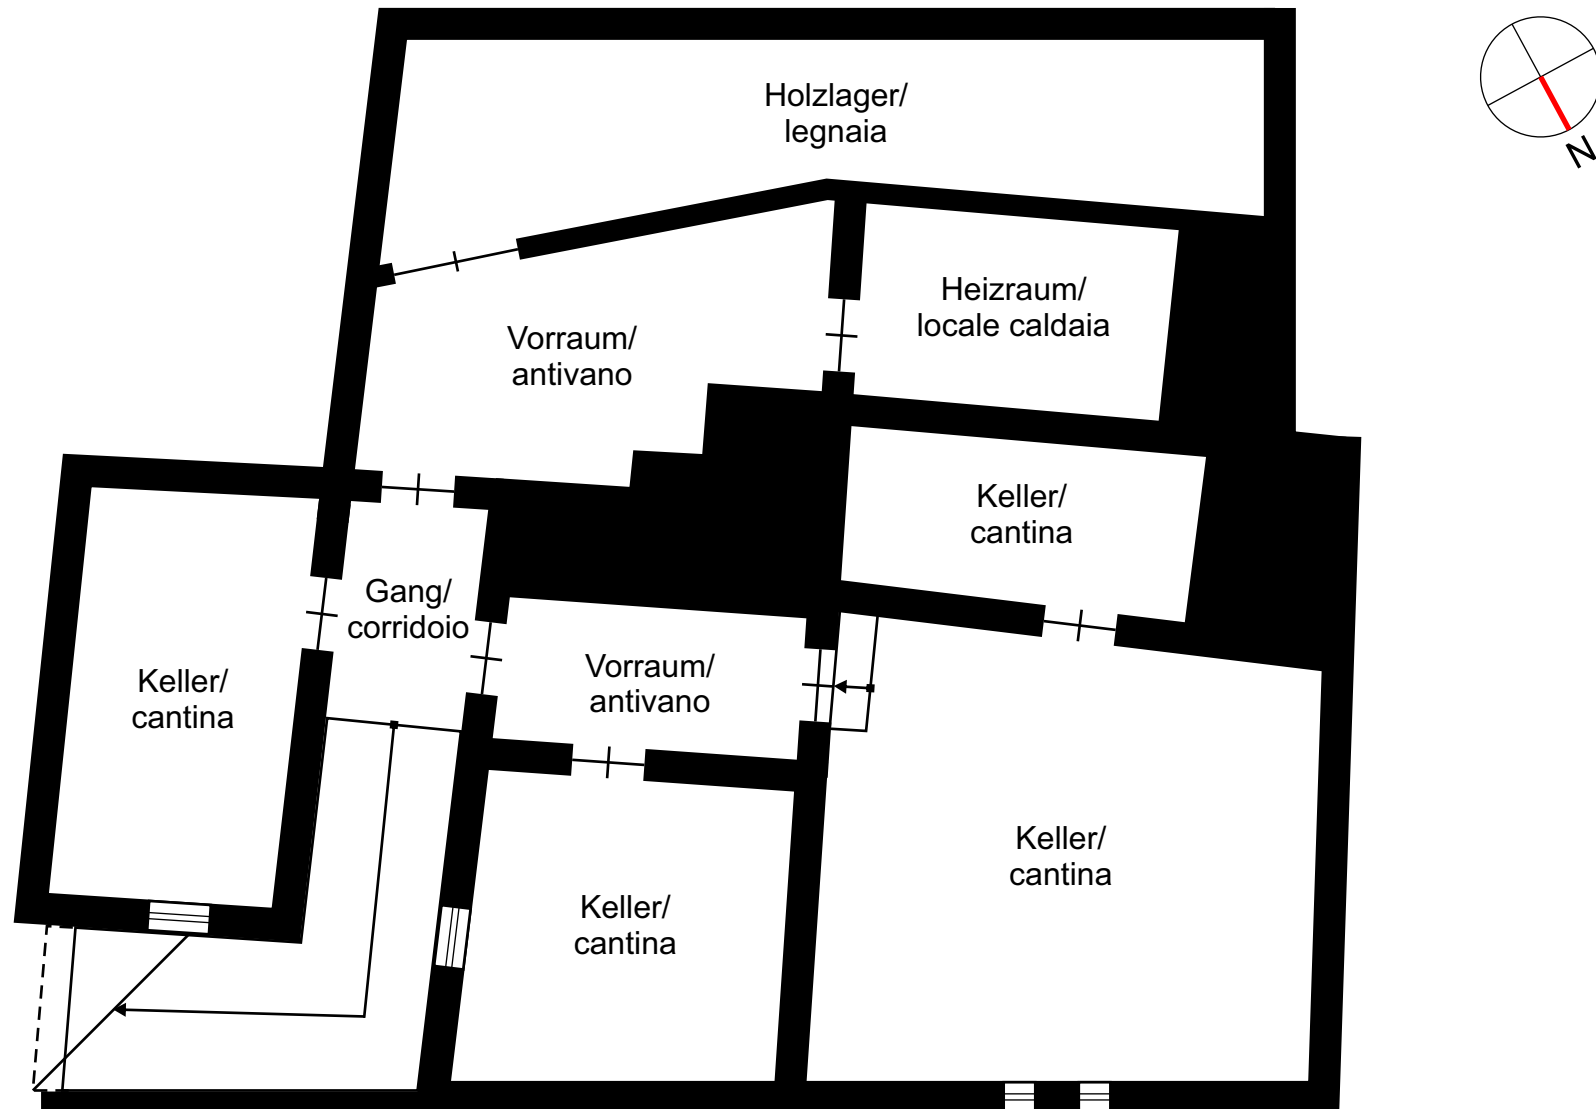 Holzlager/
legnaia
N
Heizraum/
locale caldaia
Vorraum/
antivano
Keller/
cantina
Gang/
corridoio
Vorraum/
antivano
Keller/
cantina
Keller/
cantina
Keller/
cantina